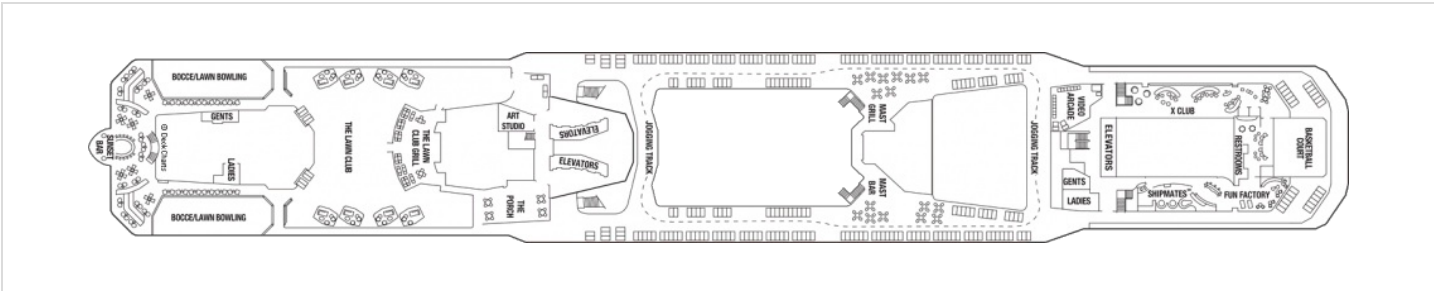 BOCCE/LAWN BOWLING
GENTS
© Deck Charts
SUNSET
BAR
LADIES
BOCCE/LAWN BOWLING
THE LAWN CLUB
THE LAWN
CLUB GRILL
ART
STUDIO
ELEVATORS
ELEVATORS
THE
PORCH
JOGGING TRACK
MAST
GRILL
MAST
BAR
JOGGING TRACK
VIDEO
ARCADE
ELEVATORS
GENTS
LADIES
X CLUB
RESTROOMS
SHIPMATES
FUN FACTORY
BASKETBALL
COURT